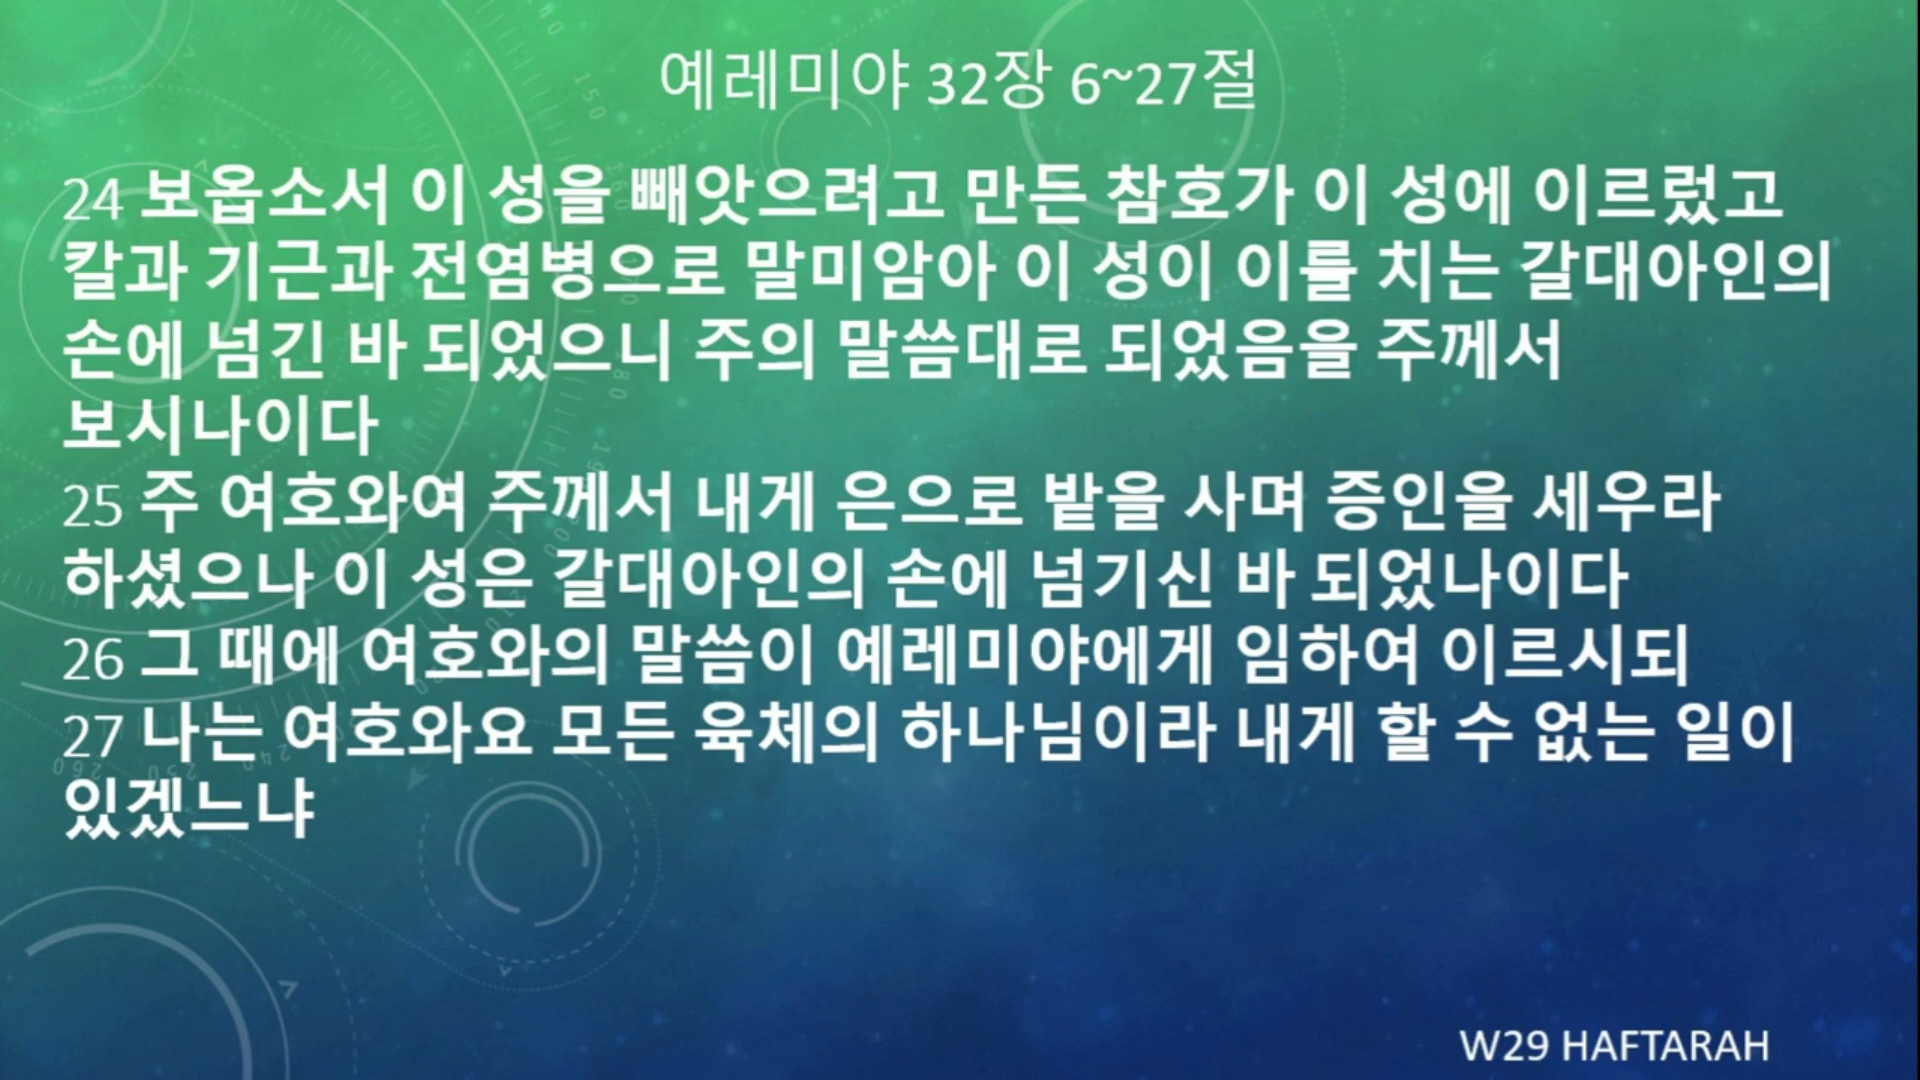 예레미야 32장 6~27절
24 보옵소서 이 성을 빼앗으려고 만든 참호가 이 성에 이르렀고
칼과 기근과 전염병으로 말미암아 이 성이 이를 치는 갈대아인의
손에 넘긴 바 되었으니 주의 말씀대로 되었음을 주께서
보시나이다
25 주 여호와여 주께서 내게 은으로 밭을 사며 증인을 세우라
하셨으나 이 성은 갈대아인의 손에 넘기신 바 되었나이다
26 그 때에 여호와의 말씀이 예레미야에게 임하여 이르시되
27 나는 여호와요 모든 육체의 하나님이라 내게 할 수 없는 일이
있겠느냐
W29 HAFTARAH